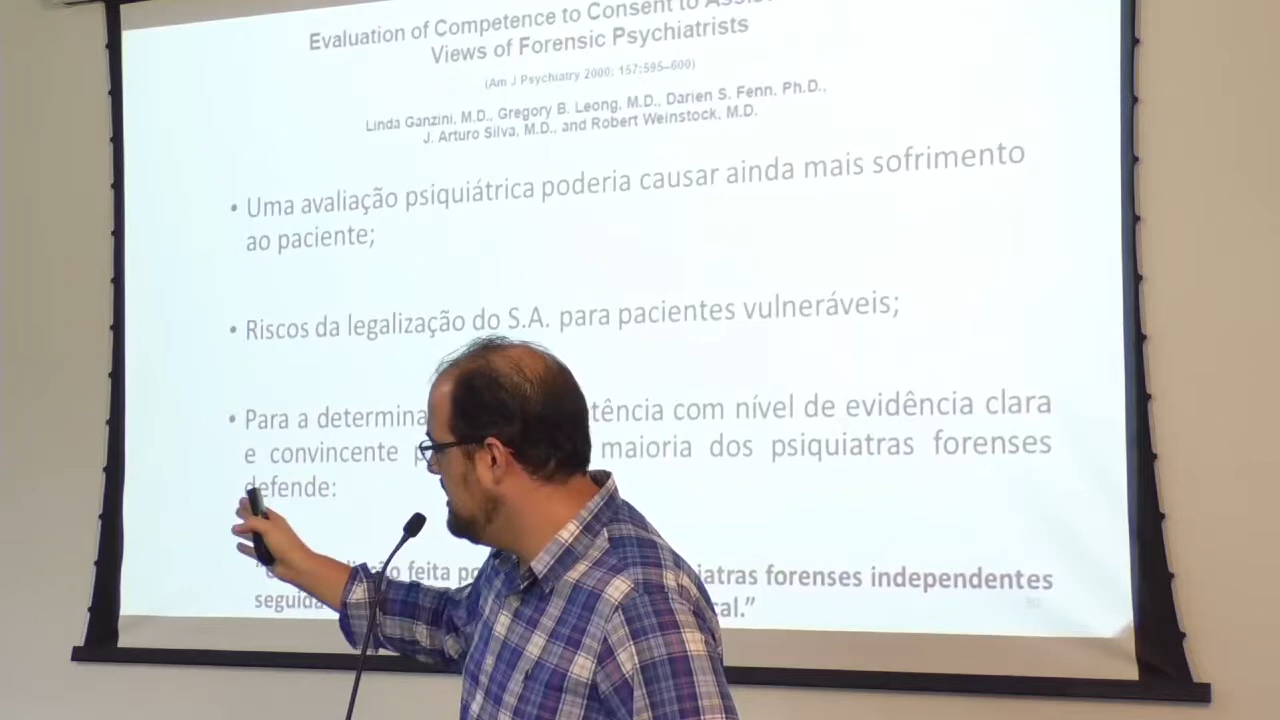 Evaluation of Competence to Consent to
Views of Forensic Psychiatrists
(Am J Psychiatry 2000; 157:595–600)
Linda Ganzini, M.D., Gregory B. Leong, M.D., Darien S. Fenn, Ph.D.,
J. Arturo Silva, M.D., and Robert Weinstock, M.D.
• Uma avaliação psiquiátrica poderia causar ainda mais sofrimento
ao paciente;
• Riscos da legalização do S.A. para pacientes vulneráveis;
• Para a determina tência com nível de evidência clara
e convincente maioria dos psiquiatras forenses
defende:
feita iatras forenses independentes
seguida al.”
30